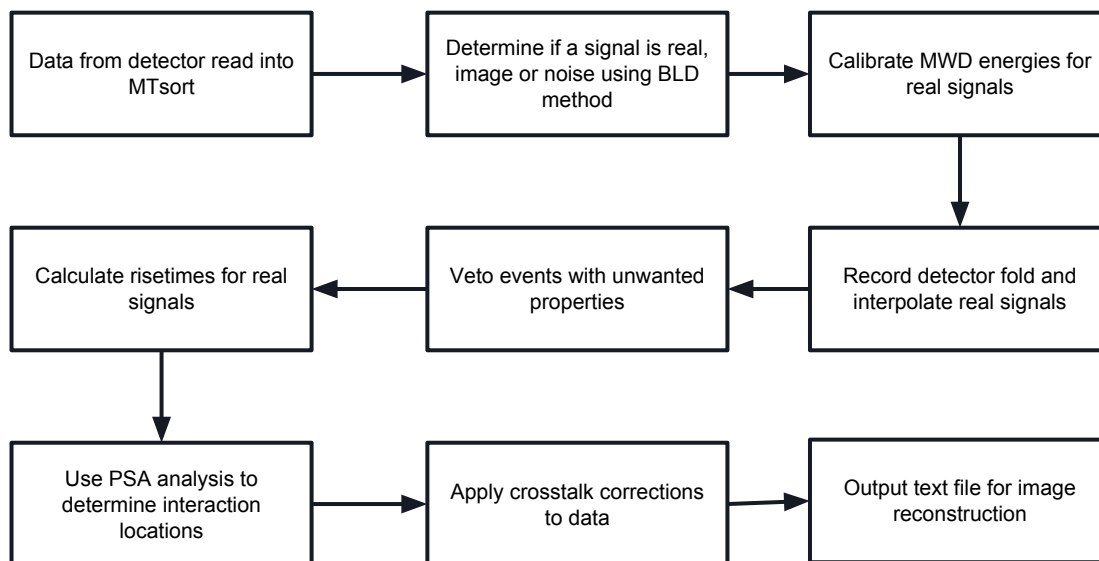 Data from detector read into
MTsort
Determine if a signal is real,
image or noise using BLD
method
Calibrate MWD energies for
real signals
Record detector fold and
interpolate real signals
Veto events with unwanted
properties
Calculate risetimes for real
signals
Use PSA analysis to
determine interaction
locations
Apply crosstalk corrections
to data
Output text file for image
reconstruction